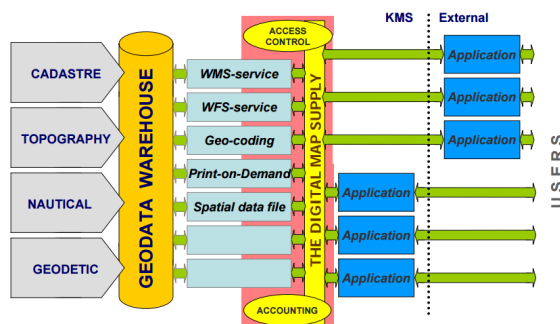 ACCESS
CONTROL
KMS
External
CADASTRE
TOPOGRAPHY
NAUTICAL
GEODETIC
GEODATA WAREHOUSE
WMS-service
WFS-service
Geo-coding
Print-on-Demand
Spatial data file
THE DIGITAL MAP SUPPLY
Application
Application
Application
Application
Application
Application
USERS
ACCOUNTING